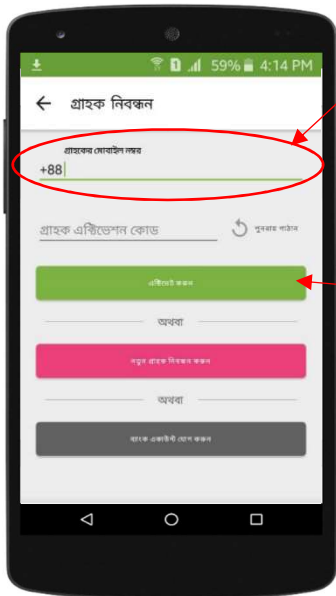 59% 4:14 PM
গ্রাহক নিবন্ধন
গ্রাহকের মোবাইল নম্বর
+88
গ্রাহক এক্টিভেশন কোড
পুনরায় পাঠান
এক্টিভেট করুন
অথবা
নতুন গ্রাহক নিবন্ধন করুন
অথবা
ব্যাংক একাউন্ট যোগ করুন